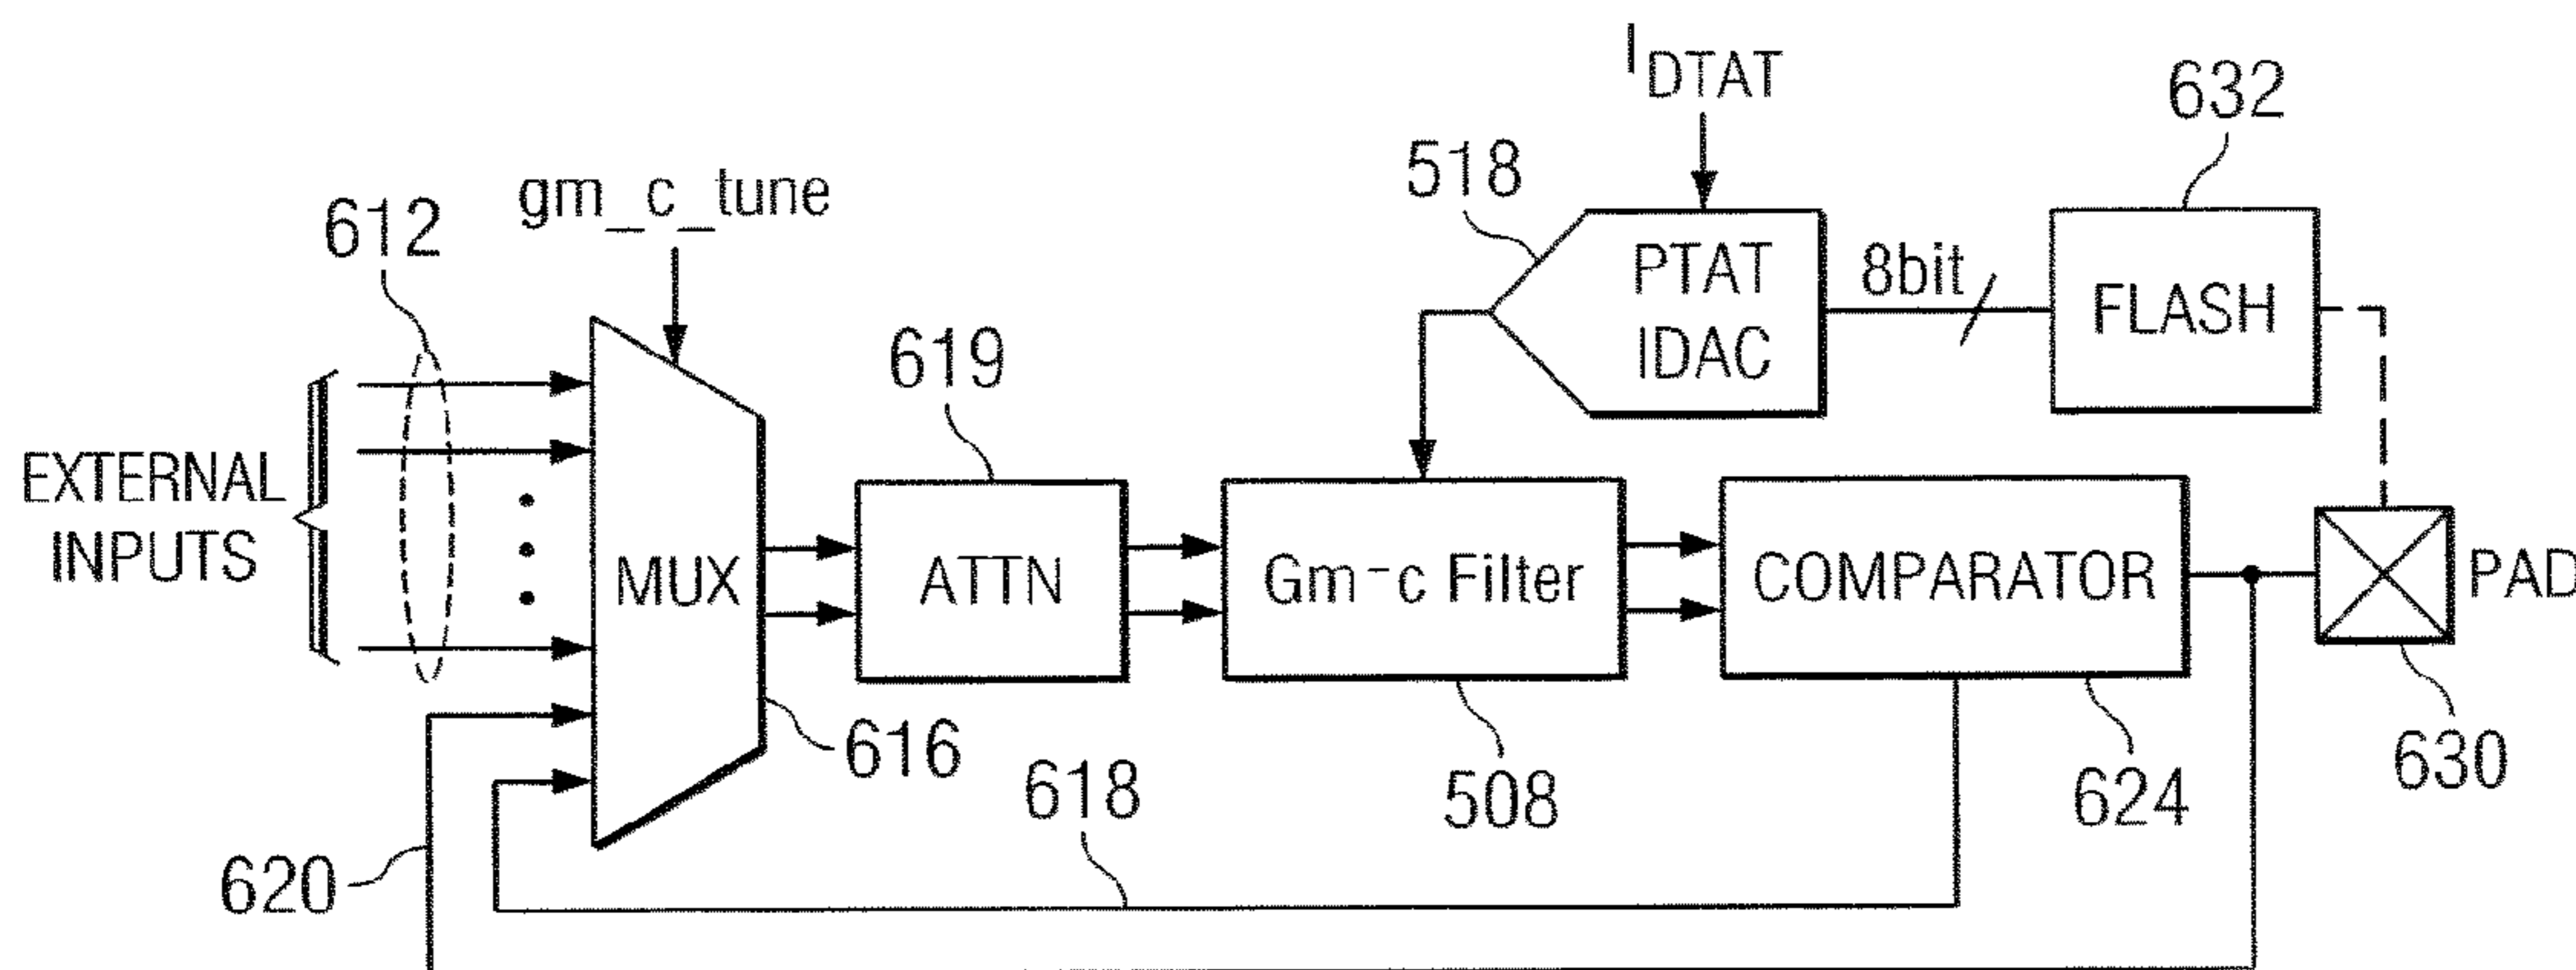 IDTAT
632
518
gm_c_tune
612
PTAT
IDAC
8bit
FLASH
619
EXTERNAL
INPUTS
MUX
ATTN
Gm-c Filter
COMPARATOR
PAD
616
618
508
624
630
620